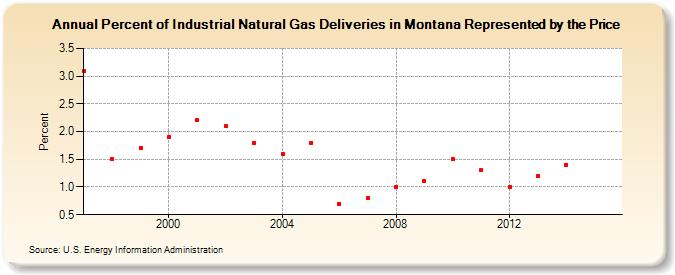 Annual Percent of Industrial Natural Gas Deliveries in Montana Represented by the Price
Percent
3.5
3.0
2.5
2.0
1.5
1.0
0.5
2000 2004 2008 2012
Source: U.S. Energy Information Administration